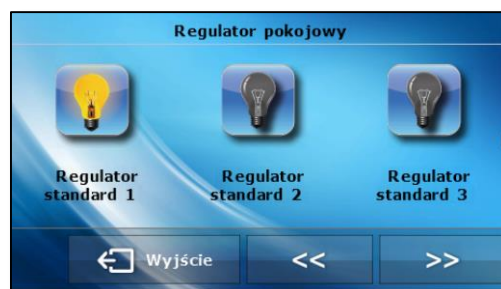 Regulator pokojowy
Regulator
standard 1
Regulator
standard 2
Regulator
standard 3
Wyjście
<<
>>